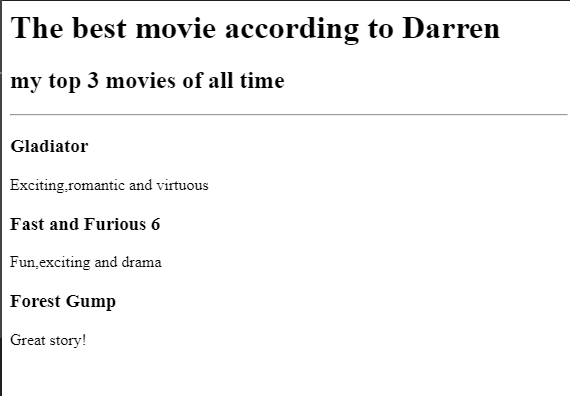 The best movie according to Darren
my top 3 movies of all time
Gladiator
Exciting,romantic and virtuous
Fast and Furious 6
Fun,exciting and drama
Forest Gump
Great story!